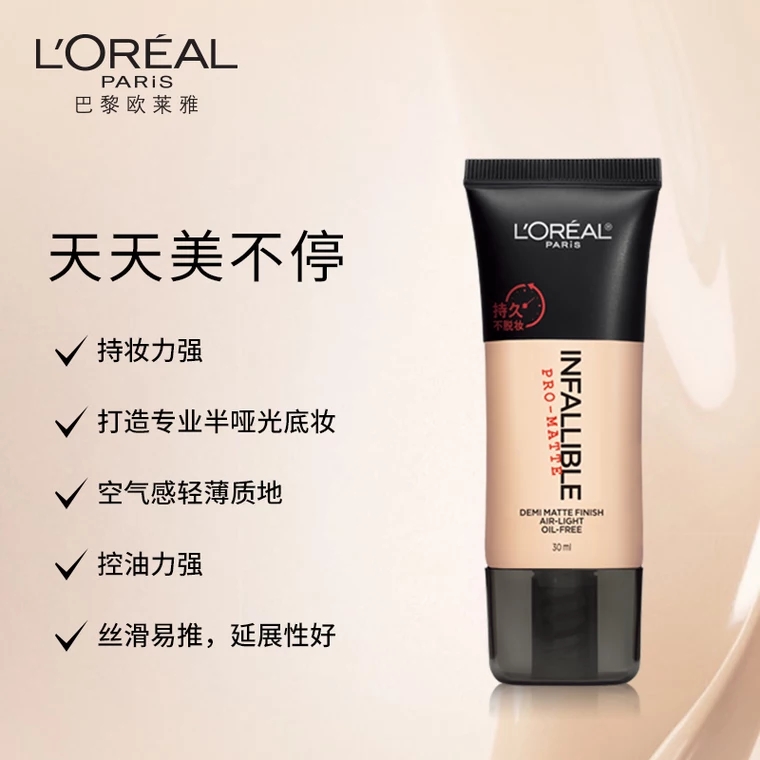 L'ORÉAL
PARiS
巴黎欧莱雅
天天美不停
持妆力强
打造专业半哑光底妆
空气感轻薄质地
控油力强
丝滑易推，延展性好
L'ORÉAL®
PARiS
持久
不脱妆
INFALLIBLE
PRO-MATTE
DEMI MATTE FINISH
AIR-LIGHT
OIL-FREE
30 ml